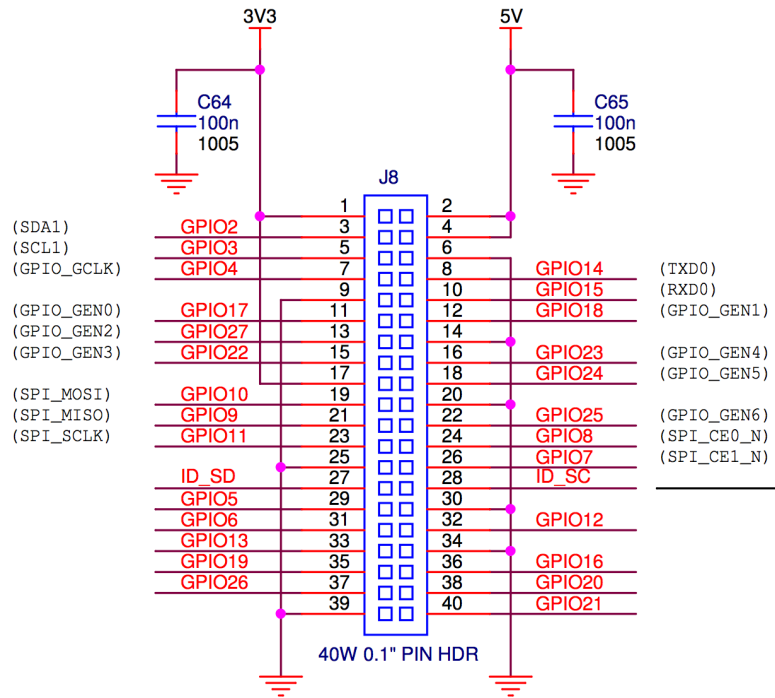 3V3 5V
C64 C65
100n 100n
1005 1005
J8
1 2
(SDA1) GPIO2 3 4
(SCL1) GPIO3 5 6
(GPIO_GCLK) GPIO4 7 8 GPIO14 (TXD0)
9 10 GPIO15 (RXD0)
(GPIO_GEN0) GPIO17 11 12 GPIO18 (GPIO_GEN1)
(GPIO_GEN2) GPIO27 13 14
(GPIO_GEN3) GPIO22 15 16 GPIO23 (GPIO_GEN4)
17 18 GPIO24 (GPIO_GEN5)
(SPI_MOSI) GPIO10 19 20
(SPI_MISO) GPIO9 21 22 GPIO25 (GPIO_GEN6)
(SPI_SCLK) GPIO11 23 24 GPIO8 (SPI_CE0_N)
25 26 GPIO7 (SPI_CE1_N)
ID_SD 27 28 ID_SC
GPIO5 29 30
GPIO6 31 32 GPIO12
GPIO13 33 34
GPIO19 35 36 GPIO16
GPIO26 37 38 GPIO20
39 40 GPIO21
40W 0.1" PIN HDR